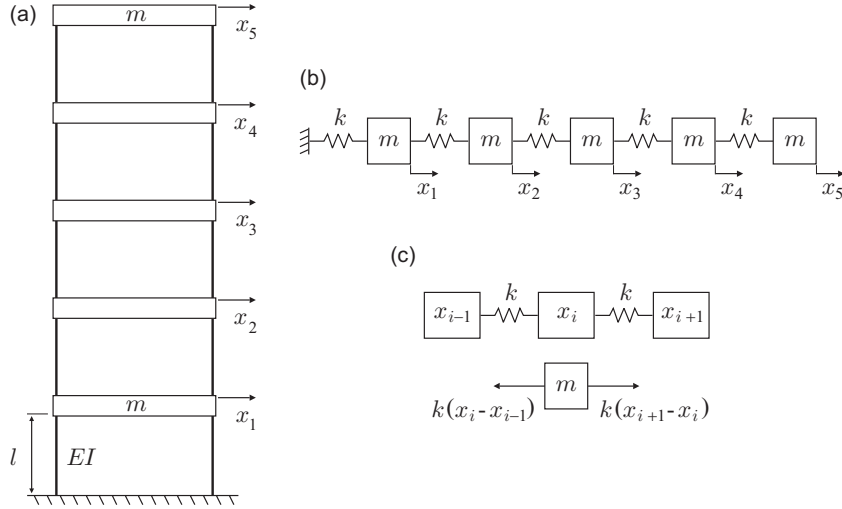 (a)
m
x₅
x₄
x₃
x₂
m
x₁
l
EI
(b)
k k k k k
m m m m m
x₁ x₂ x₃ x₄ x₅
(c)
k k
xᵢ₋₁ xᵢ xᵢ₊₁
m
k(xᵢ-xᵢ₋₁) k(xᵢ₊₁-xᵢ)